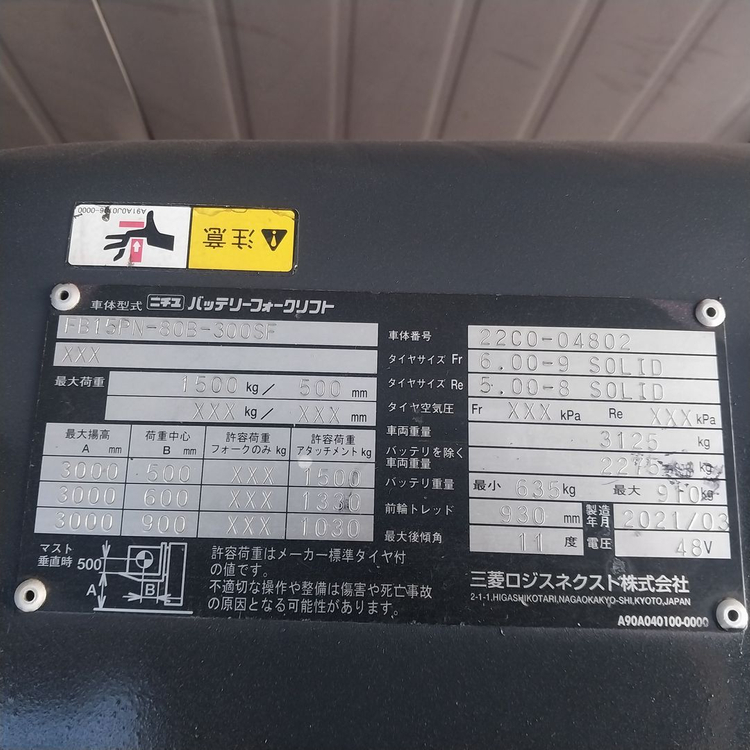 A91A0J0106-0000
注意
車体型式 ニチユ バッテリーフォークリフト
FB15PN-80B-300SF
XXX
最大荷重 1500 kg／ 500 mm
XXX kg／ XXX mm
最大揚高 A mm 荷重中心 B mm 許容荷重 フォークのみ kg 許容荷重 アタッチメント kg
3000 500 XXX 1500
3000 600 XXX 1330
3000 900 XXX 1030
マスト垂直時 500 A B
許容荷重はメーカー標準タイヤ付
の値です。
不適切な操作や整備は傷害や死亡事故
の原因となる可能性があります。
車体番号 22C0-04802
タイヤサイズ Fr 6.00-9 SOLID
タイヤサイズ Re 5.00-8 SOLID
タイヤ空気圧 Fr XXX kPa Re XXX kPa
車両重量 3125 kg
バッテリを除く車両重量 2215 kg
バッテリ重量 最小 635 kg 最大 910 kg
前輪トレッド 930 mm 製造年月 2021/03
最大後傾角 11 度 電圧 48V
三菱ロジスネクスト株式会社
2-1-1,HIGASHIKOTARI,NAGAOKAKYO-SHI,KYOTO,JAPAN
A90A040100-0000